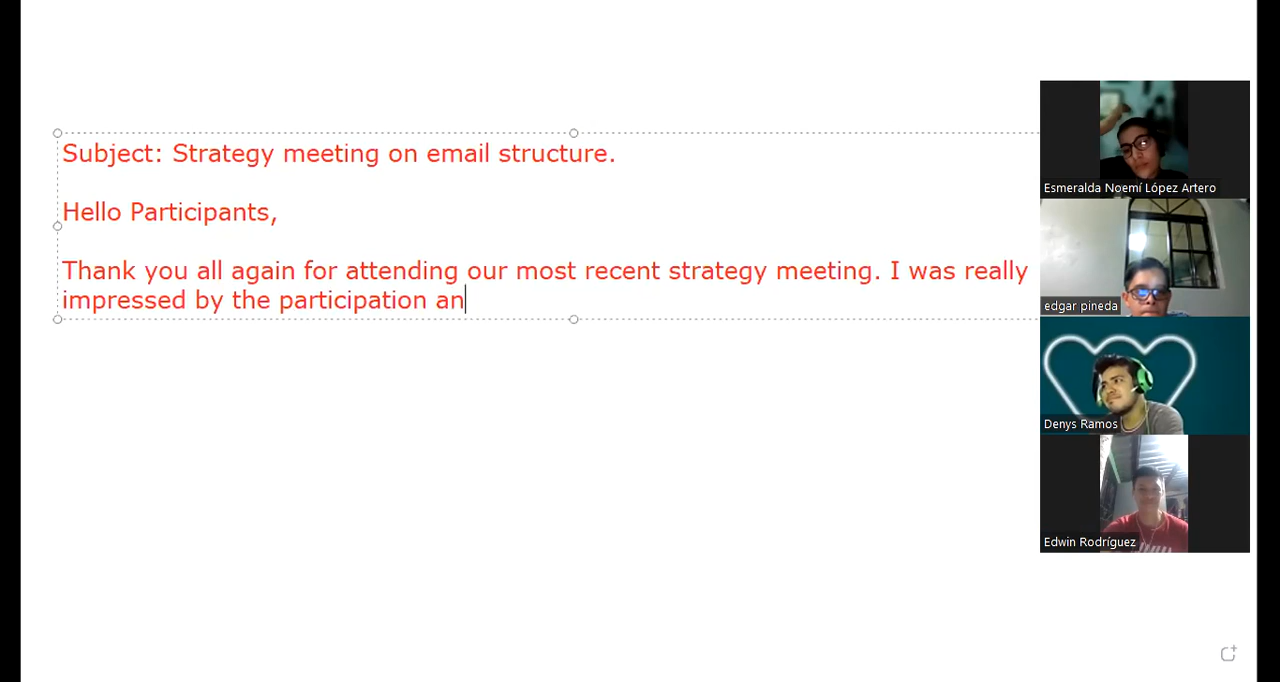 Subject: Strategy meeting on email structure.
Hello Participants,
Thank you all again for attending our most recent strategy meeting. I was really
impressed by the participation an
Esmeralda Noemí López Artero
edgar pineda
Denys Ramos
Edwin Rodríguez